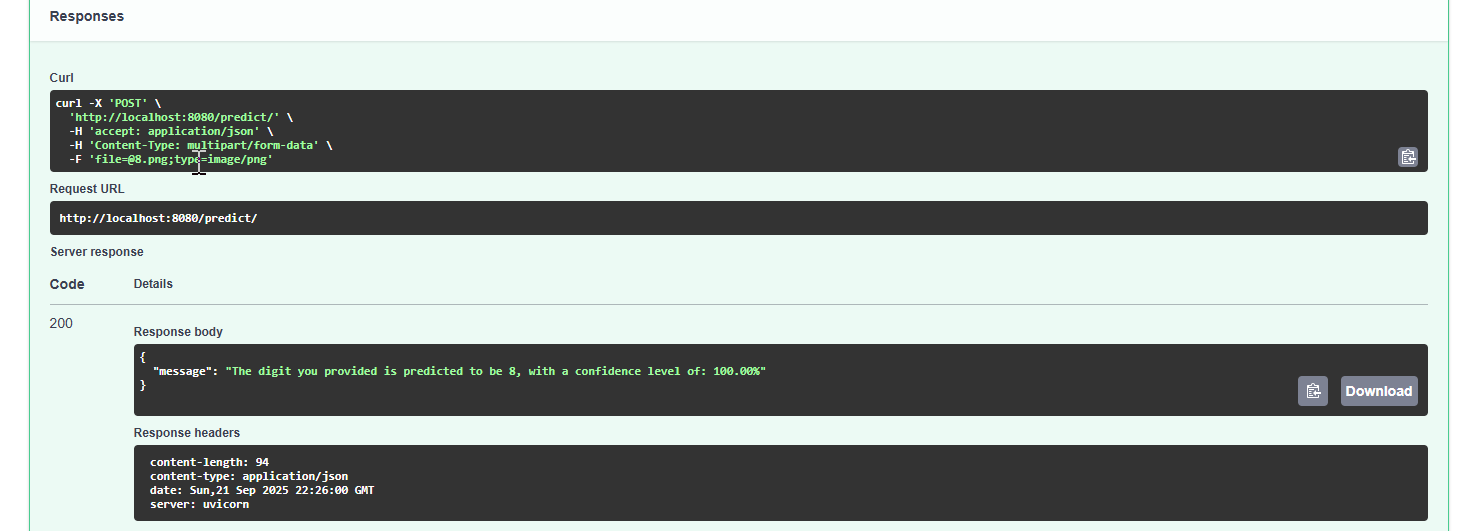 Responses
Curl
curl -X 'POST' \
'http://localhost:8080/predict/' \
-H 'accept: application/json' \
-H 'Content-Type: multipart/form-data' \
-F 'file=@8.png;type=image/png'
Request URL
http://localhost:8080/predict/
Server response
Code Details
200
Response body
{
"message": "The digit you provided is predicted to be 8, with a confidence level of: 100.00%"
}
Download
Response headers
content-length: 94
content-type: application/json
date: Sun,21 Sep 2025 22:26:00 GMT
server: uvicorn